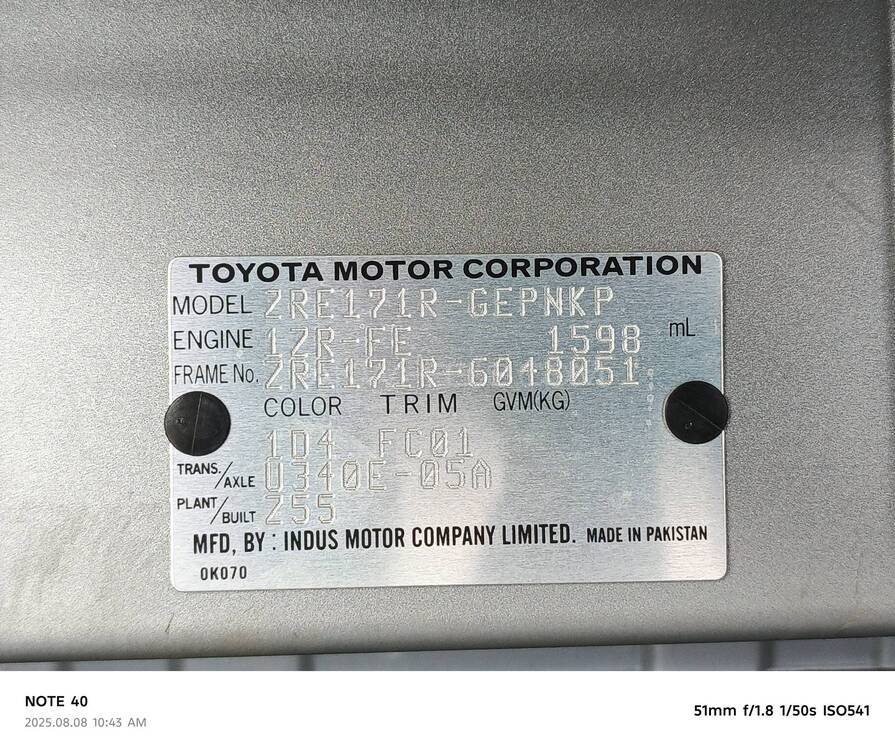 TOYOTA MOTOR CORPORATION
MODEL ZRE171R-GEPNKP
ENGINE 1ZR-FE 1598 mL
FRAME No. ZRE171R-6048051
COLOR TRIM GVM(KG)
1D4 FC01
TRANS./AXLE U340E-05A
PLANT/BUILT Z55
MFD, BY : INDUS MOTOR COMPANY LIMITED. MADE IN PAKISTAN
0K070
NOTE 40
2025.08.08 10:43 AM
51mm f/1.8 1/50s ISO541